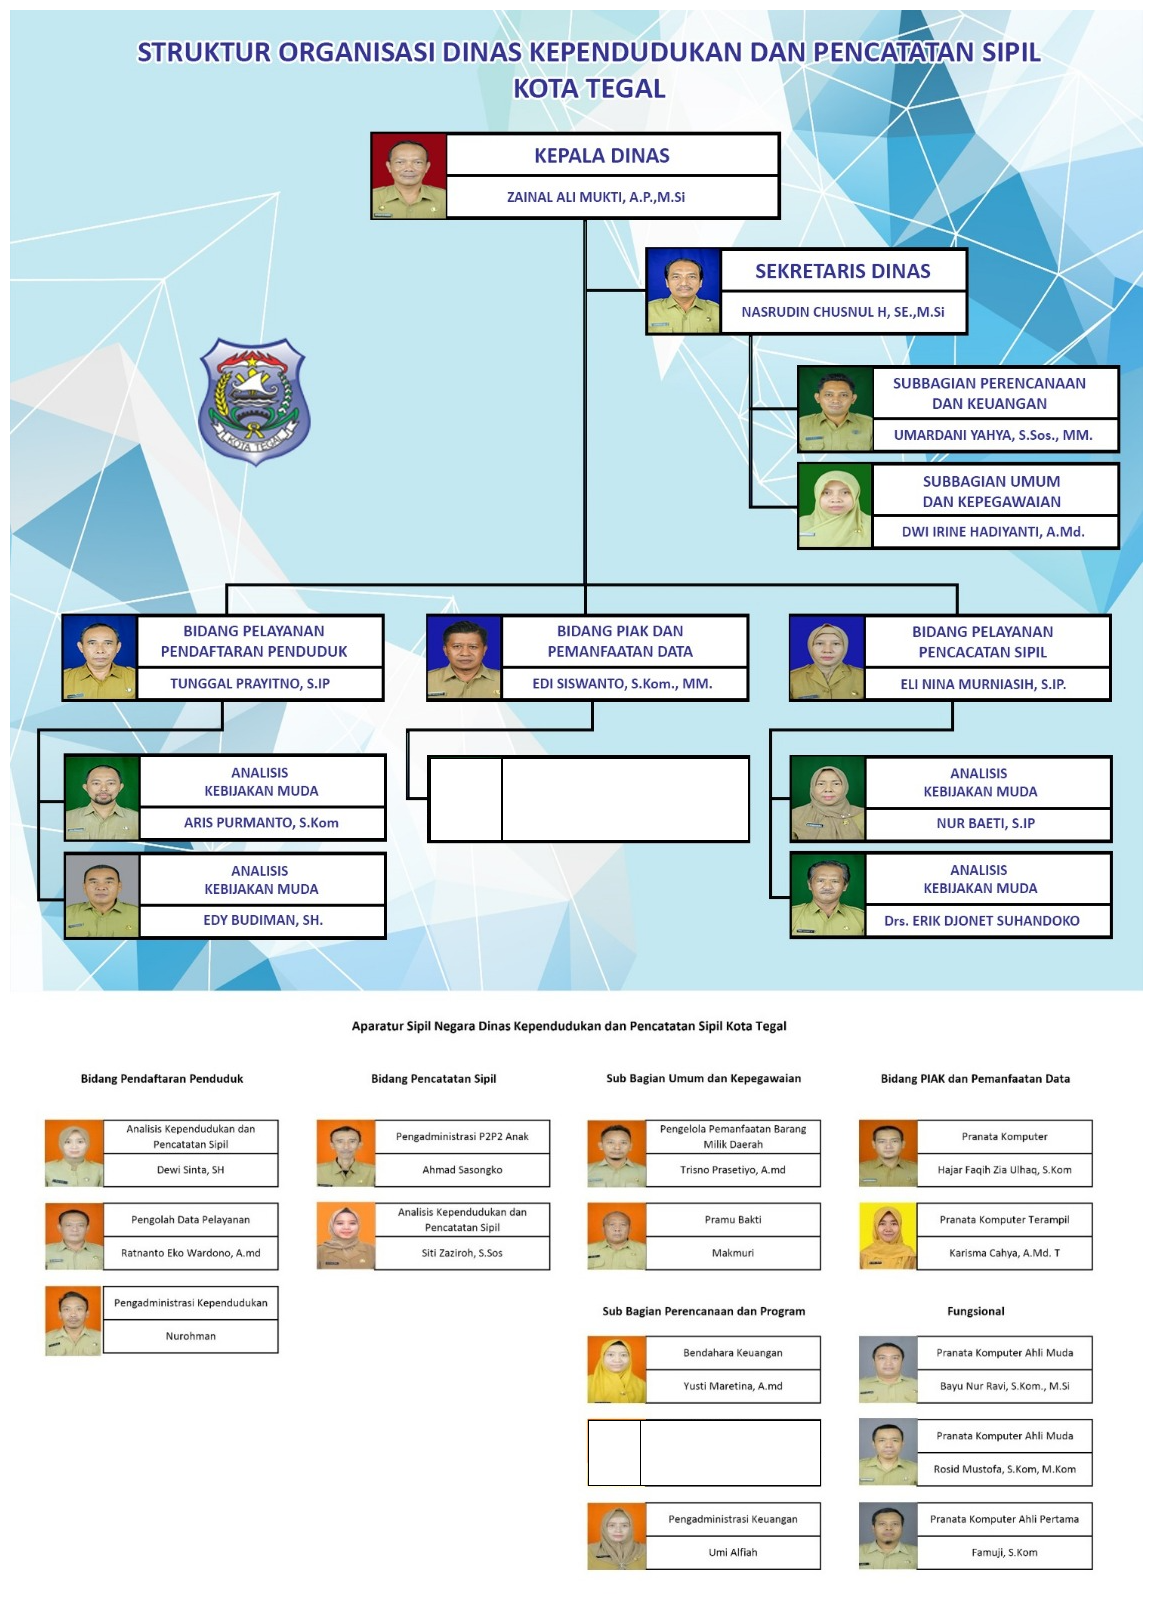 STRUKTUR ORGANISASI DINAS KEPENDUDUKAN DAN PENCATATAN SIPIL
KOTA TEGAL
KEPALA DINAS
ZAINAL ALI MUKTI, A.P.,M.Si
SEKRETARIS DINAS
NASRUDIN CHUSNUL H, SE.,M.Si
KOTA TEGAL
SUBBAGIAN PERENCANAAN
DAN KEUANGAN
UMARDANI YAHYA, S.Sos., MM.
SUBBAGIAN UMUM
DAN KEPEGAWAIAN
DWI IRINE HADIYANTI, A.Md.
BIDANG PELAYANAN
PENDAFTARAN PENDUDUK
TUNGGAL PRAYITNO, S.IP
BIDANG PIAK DAN
PEMANFAATAN DATA
EDI SISWANTO, S.Kom., MM.
BIDANG PELAYANAN
PENCACATAN SIPIL
ELI NINA MURNIASIH, S.IP.
ANALISIS
KEBIJAKAN MUDA
ARIS PURMANTO, S.Kom
ANALISIS
KEBIJAKAN MUDA
EDY BUDIMAN, SH.
ANALISIS
KEBIJAKAN MUDA
NUR BAETI, S.IP
ANALISIS
KEBIJAKAN MUDA
Drs. ERIK DJONET SUHANDOKO
Aparatur Sipil Negara Dinas Kependudukan dan Pencatatan Sipil Kota Tegal
Bidang Pendaftaran Penduduk
Analisis Kependudukan dan
Pencatatan Sipil
Dewi Sinta, SH
Pengolah Data Pelayanan
Ratnanto Eko Wardono, A.md
Pengadministrasi Kependudukan
Nurohman
Bidang Pencatatan Sipil
Pengadministrasi P2P2 Anak
Ahmad Sasongko
Analisis Kependudukan dan
Pencatatan Sipil
Siti Zaziroh, S.Sos
Sub Bagian Umum dan Kepegawaian
Pengelola Pemanfaatan Barang
Milik Daerah
Trisno Prasetiyo, A.md
Pramu Bakti
Makmuri
Sub Bagian Perencanaan dan Program
Bendahara Keuangan
Yusti Maretina, A.md
Pengadministrasi Keuangan
Umi Alfiah
Bidang PIAK dan Pemanfaatan Data
Pranata Komputer
Hajar Faqih Zia Ulhaq, S.Kom
Pranata Komputer Terampil
Karisma Cahya, A.Md. T
Fungsional
Pranata Komputer Ahli Muda
Bayu Nur Ravi, S.Kom., M.Si
Pranata Komputer Ahli Muda
Rosid Mustofa, S.Kom, M.Kom
Pranata Komputer Ahli Pertama
Famuji, S.Kom